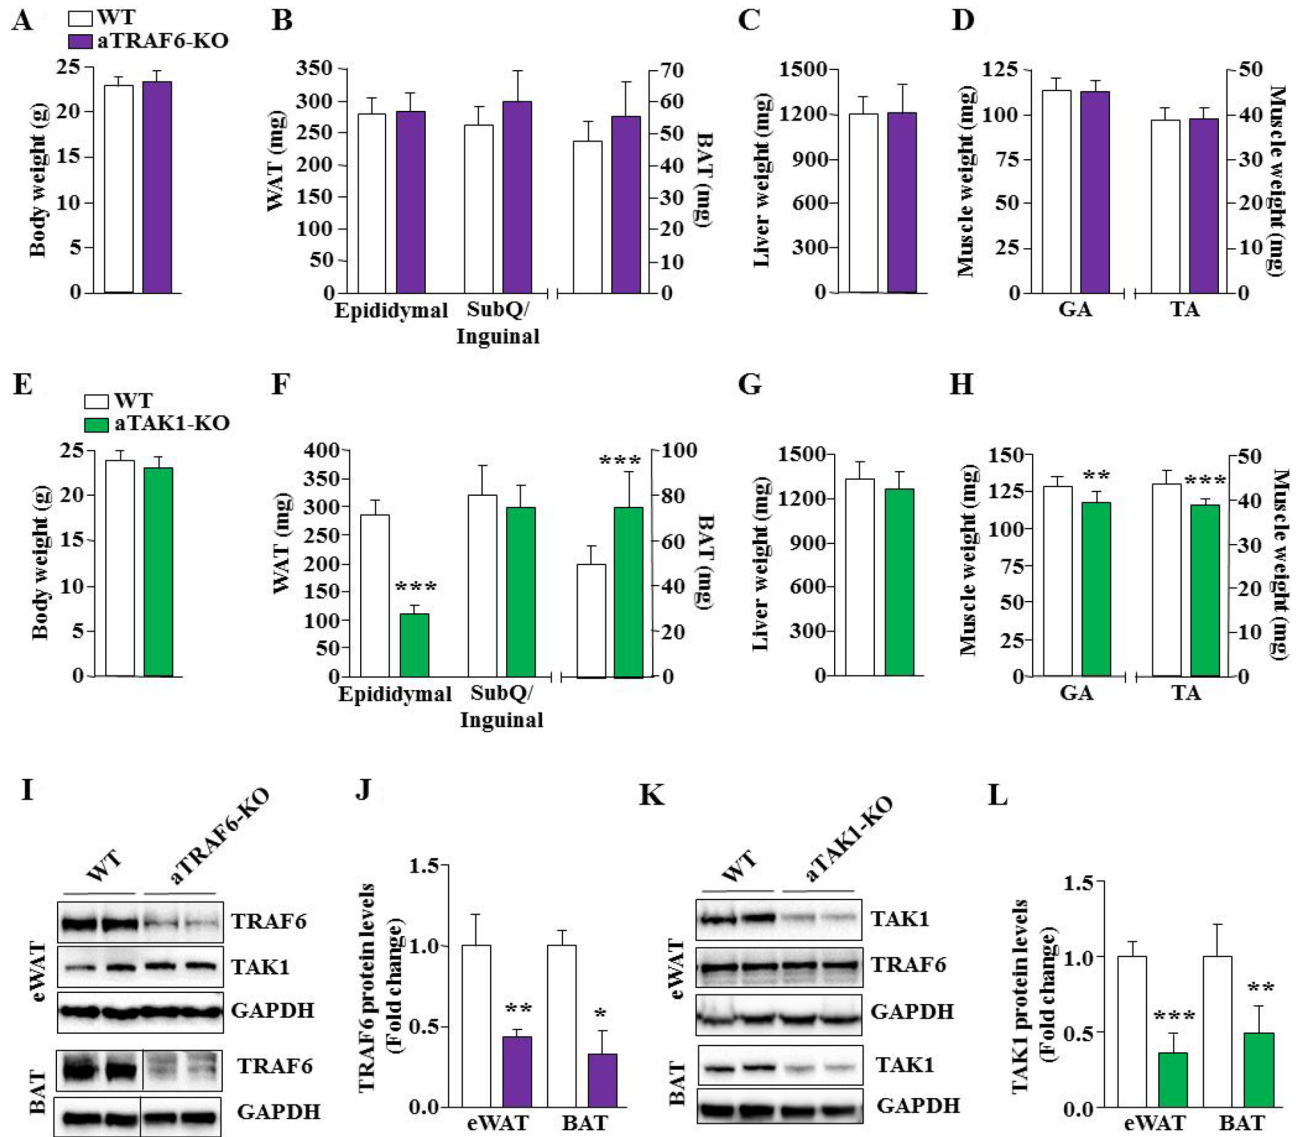 A
WT
aTRAF6-KO
Body weight (g)
25
20
15
10
5
0
B
WAT (mg)
350
300
250
200
150
100
50
0
Epididymal
SubQ/
Inguinal
70
60
50
40
30
20
10
0
BAT (mg)
C
Liver weight (mg)
1500
1200
900
600
300
0
D
Muscle weight (mg)
125
100
75
50
25
0
GA
TA
50
40
30
20
10
0
Muscle weight (mg)
E
WT
aTAK1-KO
Body weight (g)
25
20
15
10
5
0
F
WAT (mg)
400
350
300
250
200
150
100
50
0
***
***
Epididymal
SubQ/
Inguinal
100
80
60
40
20
0
BAT (mg)
G
Liver weight (mg)
1500
1200
900
600
300
0
H
Muscle weight (mg)
150
125
100
75
50
25
0
**
***
GA
TA
50
40
30
20
10
0
Muscle weight (mg)
I
WT
aTRAF6-KO
eWAT
TRAF6
TAK1
GAPDH
BAT
TRAF6
GAPDH
J
TRAF6 protein levels
(Fold change)
1.5
1.0
0.5
0.0
**
*
eWAT
BAT
K
WT
aTAK1-KO
eWAT
TAK1
TRAF6
GAPDH
BAT
TAK1
GAPDH
L
TAK1 protein levels
(Fold change)
1.5
1.0
0.5
0.0
***
**
eWAT
BAT